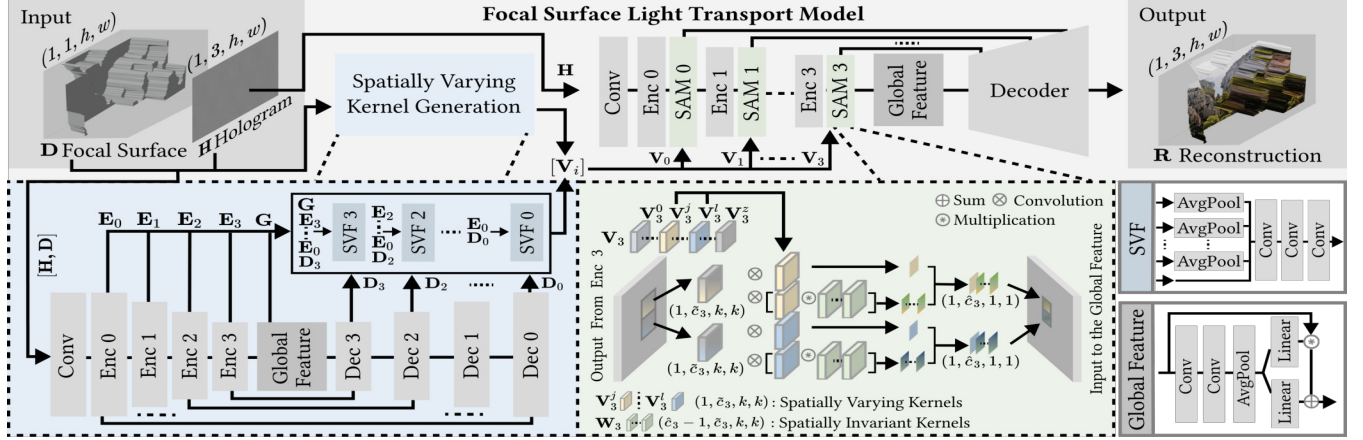 Focal Surface Light Transport Model
Input
(1, 1, h, w)
(1, 3, h, w)
D Focal Surface
H Hologram
Spatially Varying
Kernel Generation
[V_i]
H
Conv
Enc 0
SAM 0
Enc 1
SAM 1
Enc 3
SAM 3
Global
Feature
Decoder
V_0
V_1
V_3
Output
(1, 3, h, w)
R Reconstruction
[H, D]
E_0
E_1
E_2
E_3
G
G
E_3
E_0
D_3
SVF 3
E_2
E_0
D_2
SVF 2
E_0
D_0
SVF 0
D_3
D_2
D_0
Conv
Enc 0
Enc 1
Enc 2
Enc 3
Global
Feature
Dec 3
Dec 2
Dec 1
Dec 0
V_3^0
V_3^j
V_3^l
V_3^z
V_3
⊕ Sum
⊗ Convolution
⊛ Multiplication
Output From Enc 3
(1, c̃_3, k, k)
(1, c̃_3, k, k)
(1, ĉ_3, 1, 1)
(1, ĉ_3, 1, 1)
Input to the Global Feature
V_3^j V_3^l (1, c̃_3, k, k) : Spatially Varying Kernels
W_3 (ĉ_3 − 1, c̃_3, k, k) : Spatially Invariant Kernels
SVF
AvgPool
AvgPool
AvgPool
Conv
Conv
Conv
Global Feature
Conv
Conv
AvgPool
Linear
Linear